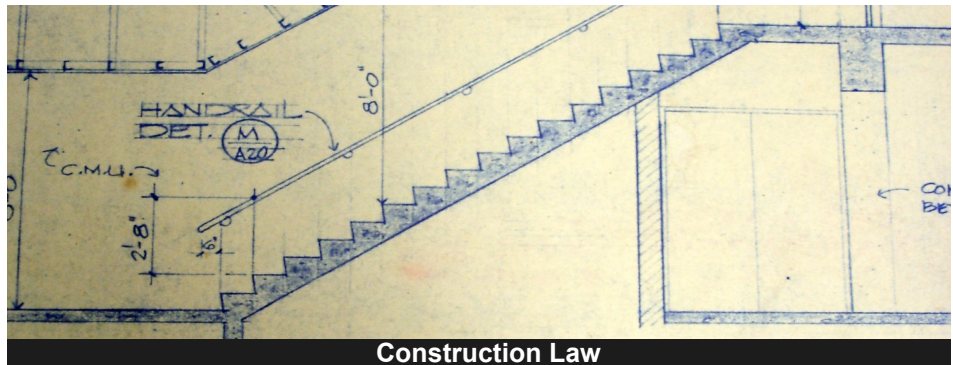 8'-0"
HANDRAIL
DET.
M
A20
C.M.U.
2'-8"
6"
Construction Law